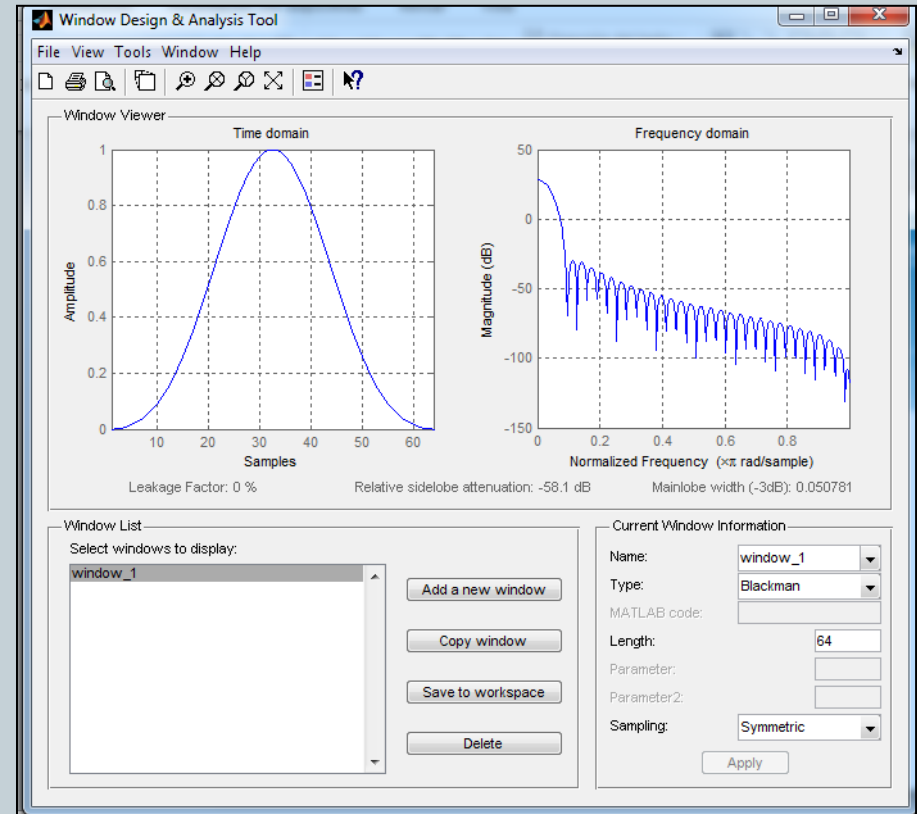 Window Design & Analysis Tool
File View Tools Window Help
Window Viewer
Time domain
Frequency domain
1
0.8
0.6
0.4
0.2
0
Amplitude
10 20 30 40 50 60
Samples
50
0
-50
-100
-150
Magnitude (dB)
0 0.2 0.4 0.6 0.8
Normalized Frequency (×π rad/sample)
Leakage Factor: 0 %
Relative sidelobe attenuation: -58.1 dB
Mainlobe width (-3dB): 0.050781
Window List
Select windows to display:
window_1
Add a new window
Copy window
Save to workspace
Delete
Current Window Information
Name: window_1
Type: Blackman
MATLAB code:
Length: 64
Parameter:
Parameter2:
Sampling: Symmetric
Apply